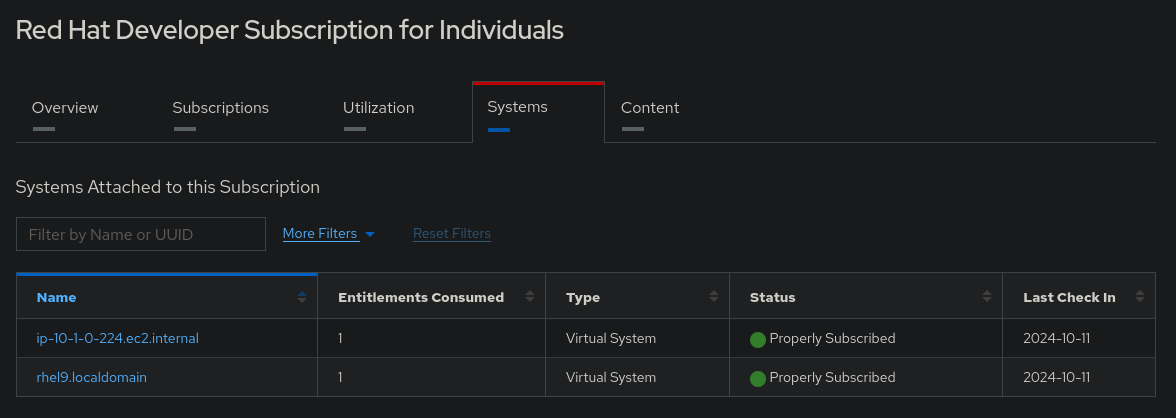 Red Hat Developer Subscription for Individuals
Overview Subscriptions Utilization Systems Content
Systems Attached to this Subscription
Filter by Name or UUID More Filters Reset Filters
Name Entitlements Consumed Type Status Last Check In
ip-10-1-0-224.ec2.internal 1 Virtual System Properly Subscribed 2024-10-11
rhel9.localdomain 1 Virtual System Properly Subscribed 2024-10-11